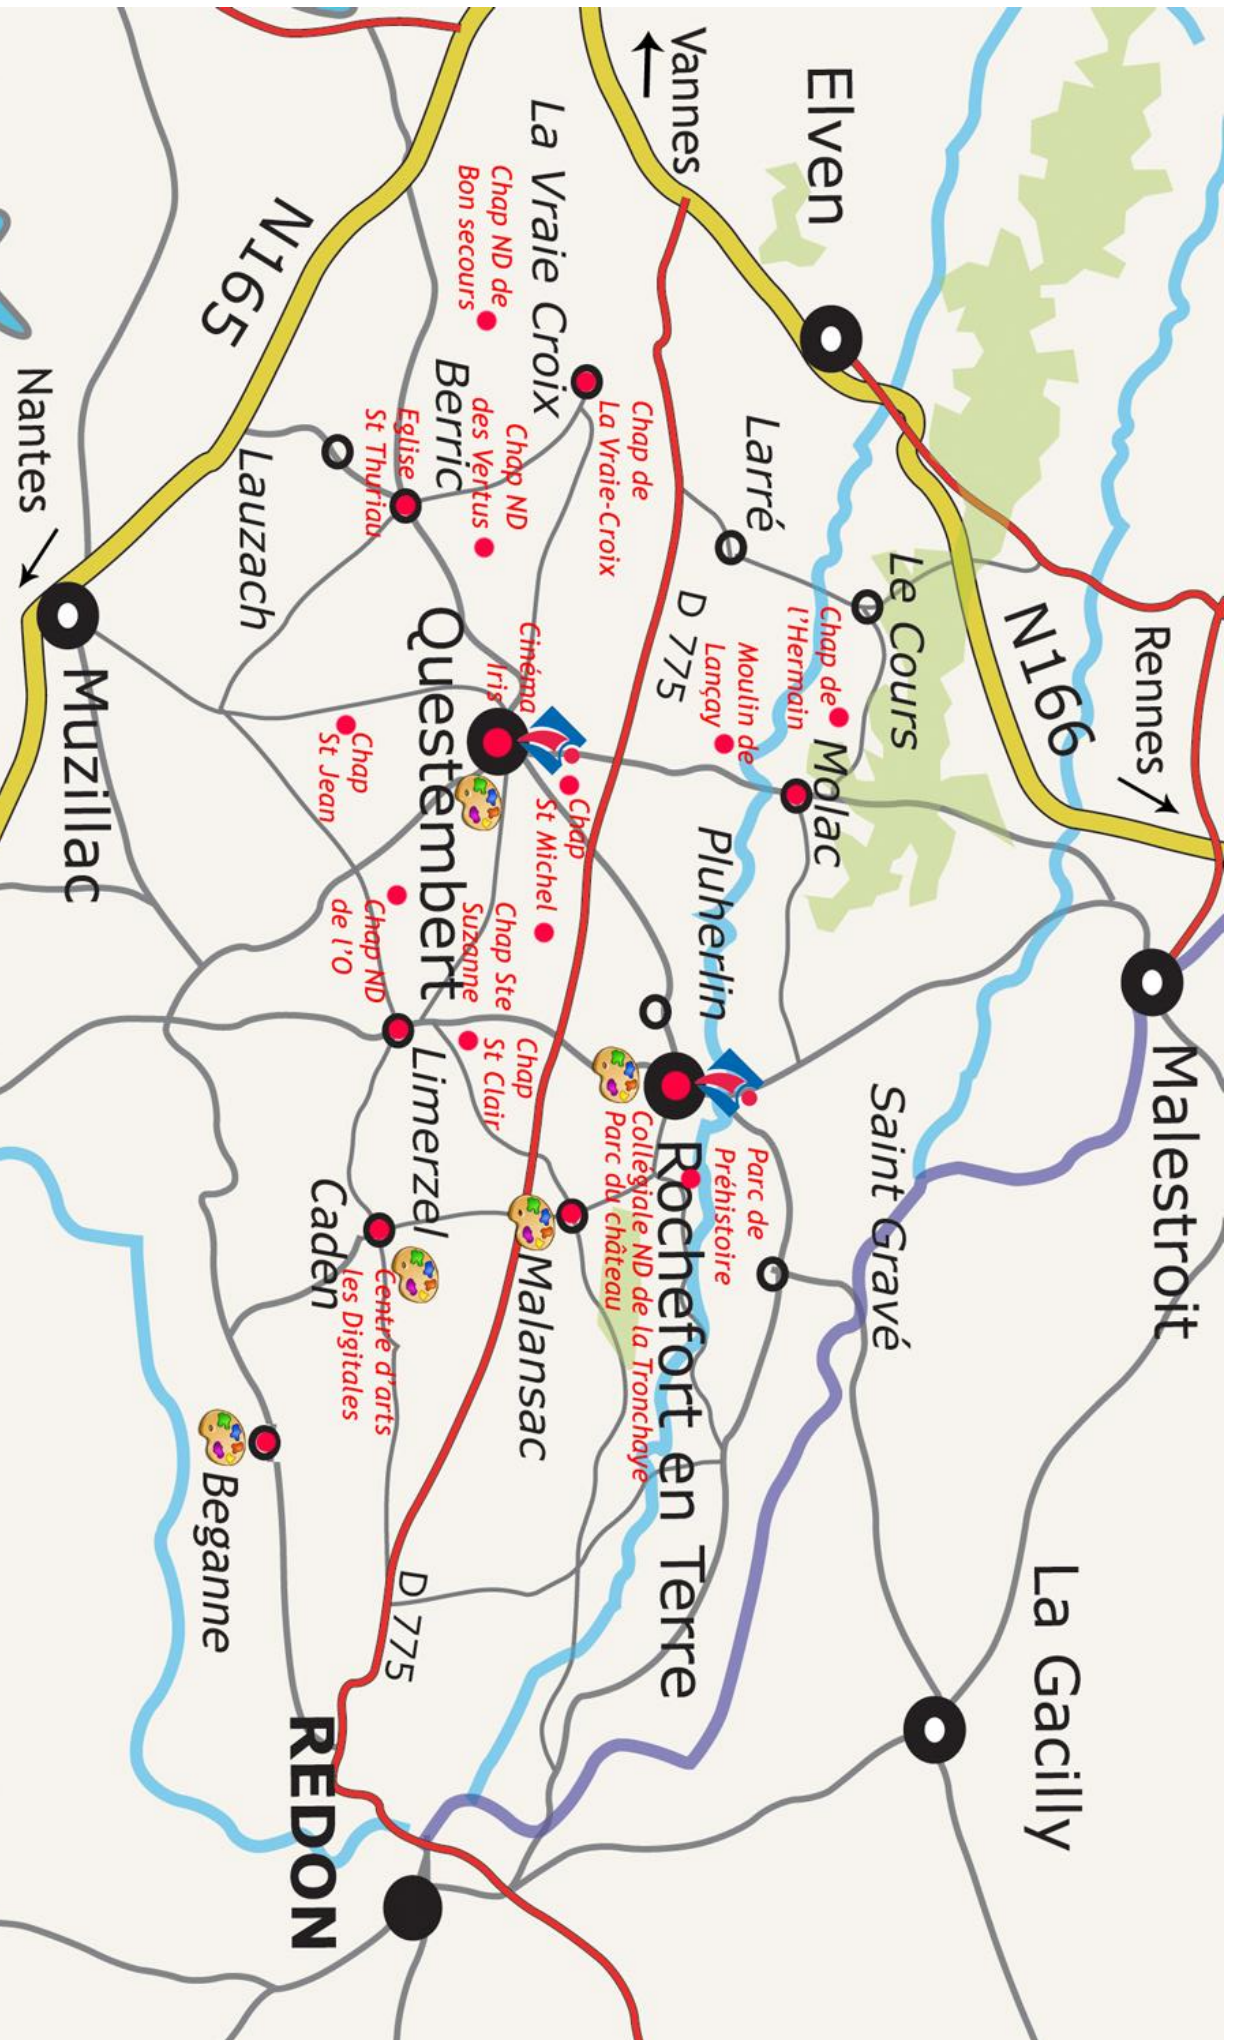 Malestroit
La Gacilly
Rennes
N166
Saint Gravé
Le Cours
Elven
Larré
Molac
Chap de
l'Hermain
Moulin de
Lançay
Pluherlin
Parc de
Préhistoire
Rochefort en Terre
Collégiale ND de la Tronchaye
Parc du château
Vannes
D 775
Chap de
La Vraie-Croix
La Vraie Croix
Chap ND de
Bon secours
Chap ND
des Vertus
Cinéma
Iris
Chap
St Michel
Chap Ste
Suzanne
Chap
St Clair
Malansac
Berric
Eglise
St Thuriau
Questembert
Limerzel
D 775
Chap
St Jean
Chap ND
de l'O
Caden
Centre d'arts
les Digitales
REDON
N165
Lauzach
Beganne
Nantes
Muzillac